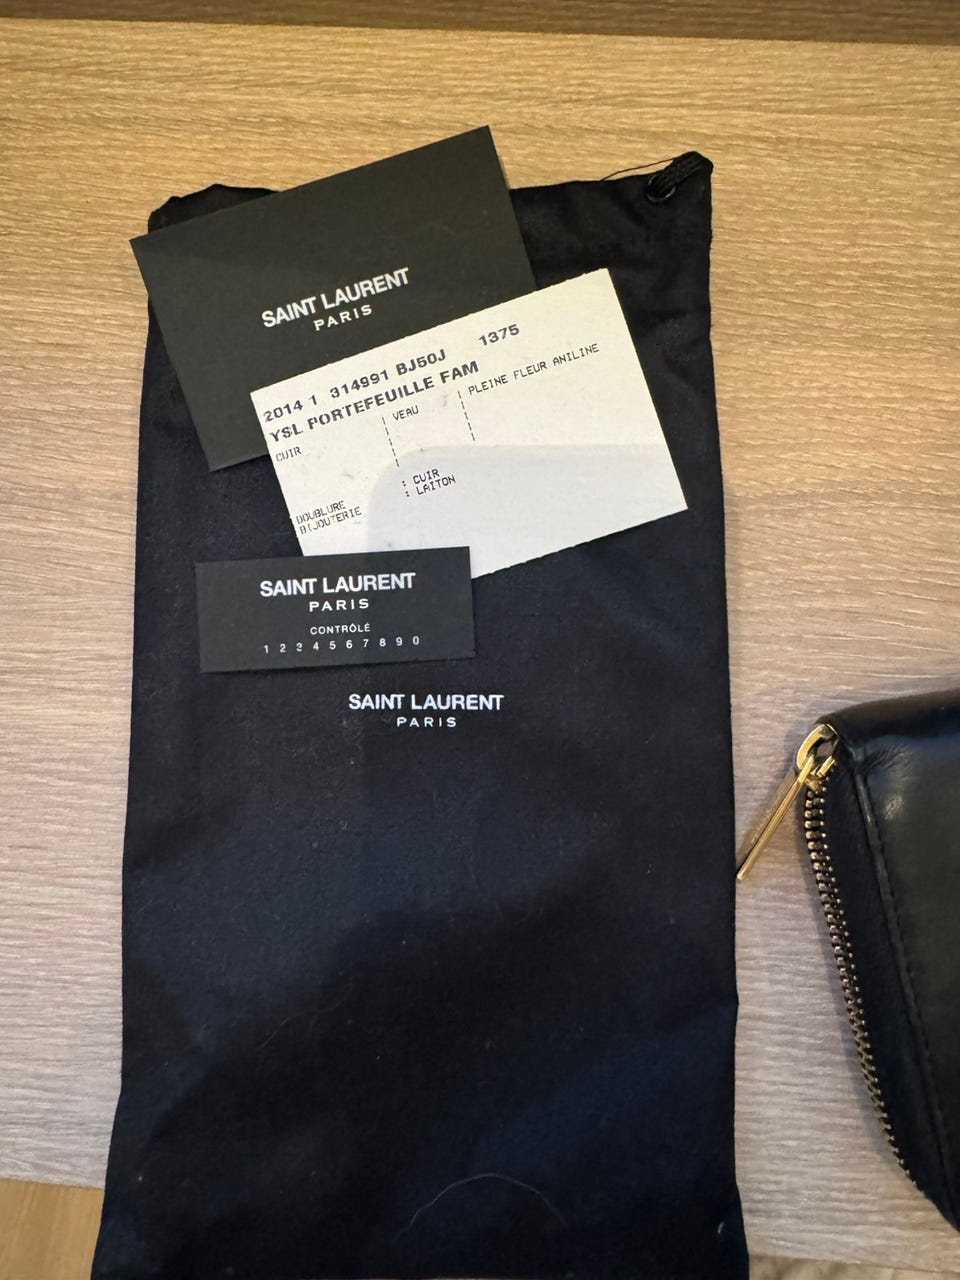 SAINT LAURENT
PARIS
2014 1 314991 BJ50J 1375
YSL PORTEFEUILLE FAM
CUIR VEAU PLEINE FLEUR ANILINE
DOUBLURE : CUIR
BIJOUTERIE : LAITON
SAINT LAURENT
PARIS
CONTRÔLÉ
1 2 3 4 5 6 7 8 9 0
SAINT LAURENT
PARIS